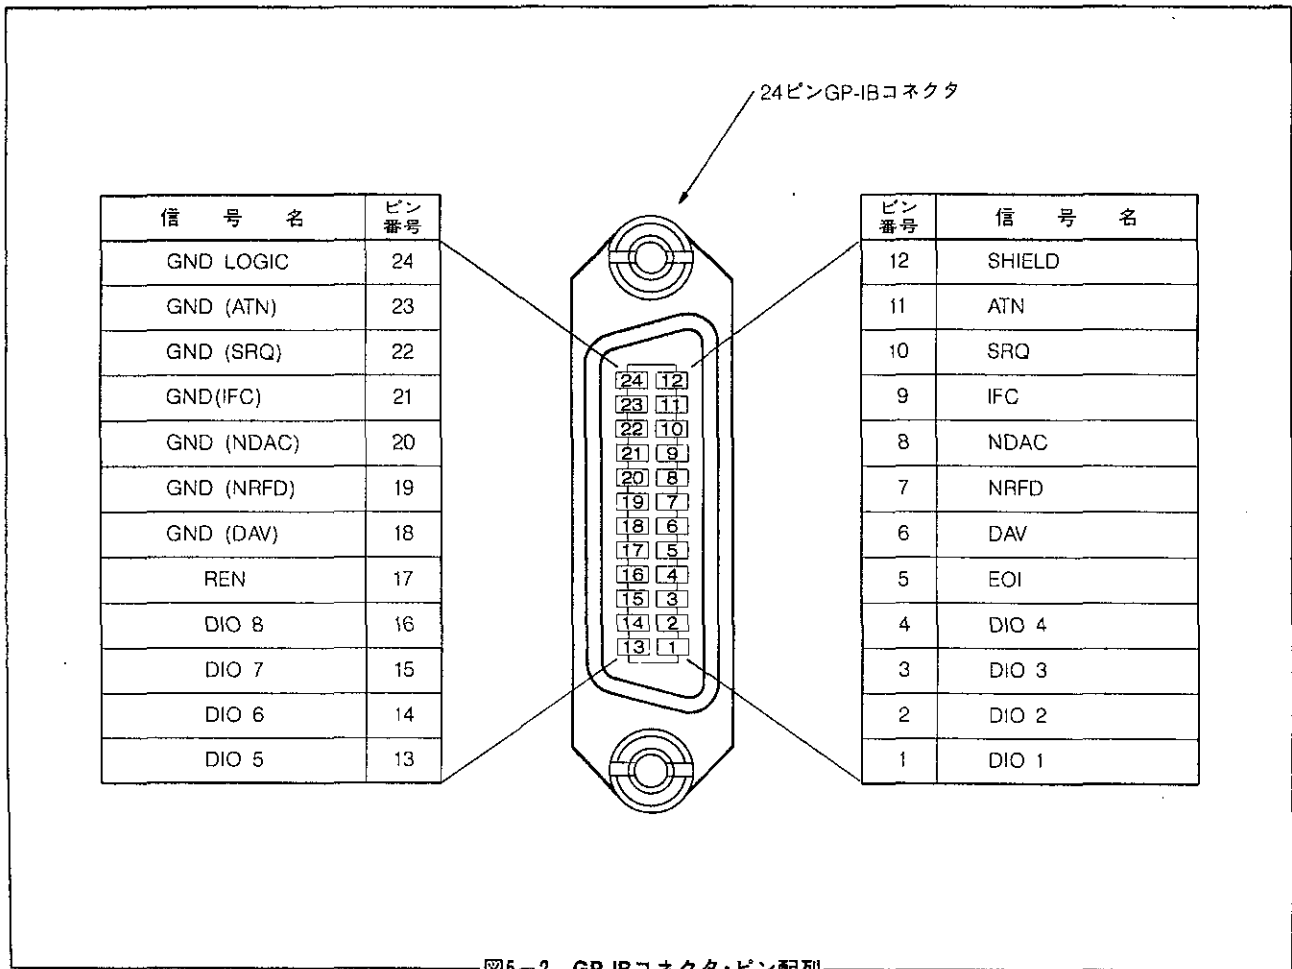 24ピンGP-IBコネクタ
信 号 名 ピン番号
GND LOGIC 24
GND (ATN) 23
GND (SRQ) 22
GND(IFC) 21
GND (NDAC) 20
GND (NRFD) 19
GND (DAV) 18
REN 17
DIO 8 16
DIO 7 15
DIO 6 14
DIO 5 13
24 12
23 11
22 10
21 9
20 8
19 7
18 6
17 5
16 4
15 3
14 2
13 1
ピン番号 信 号 名
12 SHIELD
11 ATN
10 SRQ
9 IFC
8 NDAC
7 NRFD
6 DAV
5 EOI
4 DIO 4
3 DIO 3
2 DIO 2
1 DIO 1
図5-2 GP-IBコネクタ・ピン配列